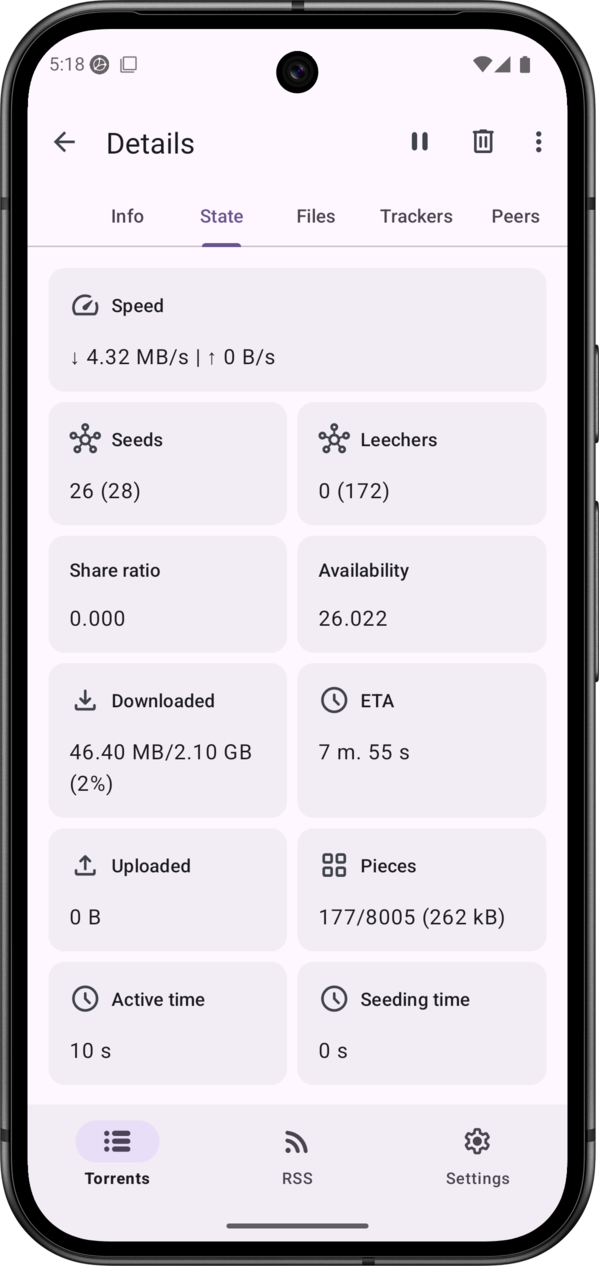 5:18
Details
Info State Files Trackers Peers
Speed
↓ 4.32 MB/s | ↑ 0 B/s
Seeds
26 (28)
Leechers
0 (172)
Share ratio
0.000
Availability
26.022
Downloaded
46.40 MB/2.10 GB
(2%)
ETA
7 m. 55 s
Uploaded
0 B
Pieces
177/8005 (262 kB)
Active time
10 s
Seeding time
0 s
Torrents RSS Settings